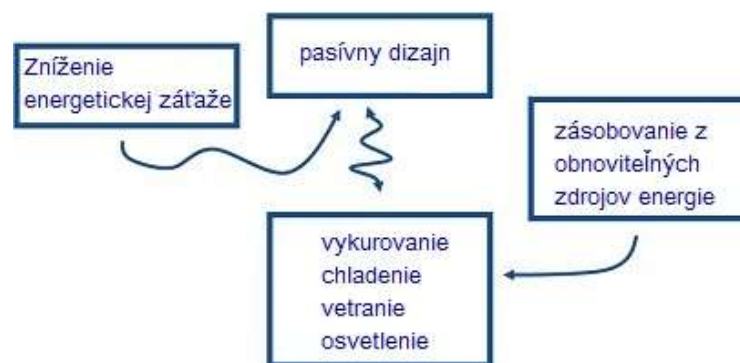 Zníženie
energetickej záťaže
pasívny dizajn
zásobovanie z
obnoviteľných
zdrojov energie
vykurovanie
chladenie
vetranie
osvetlenie